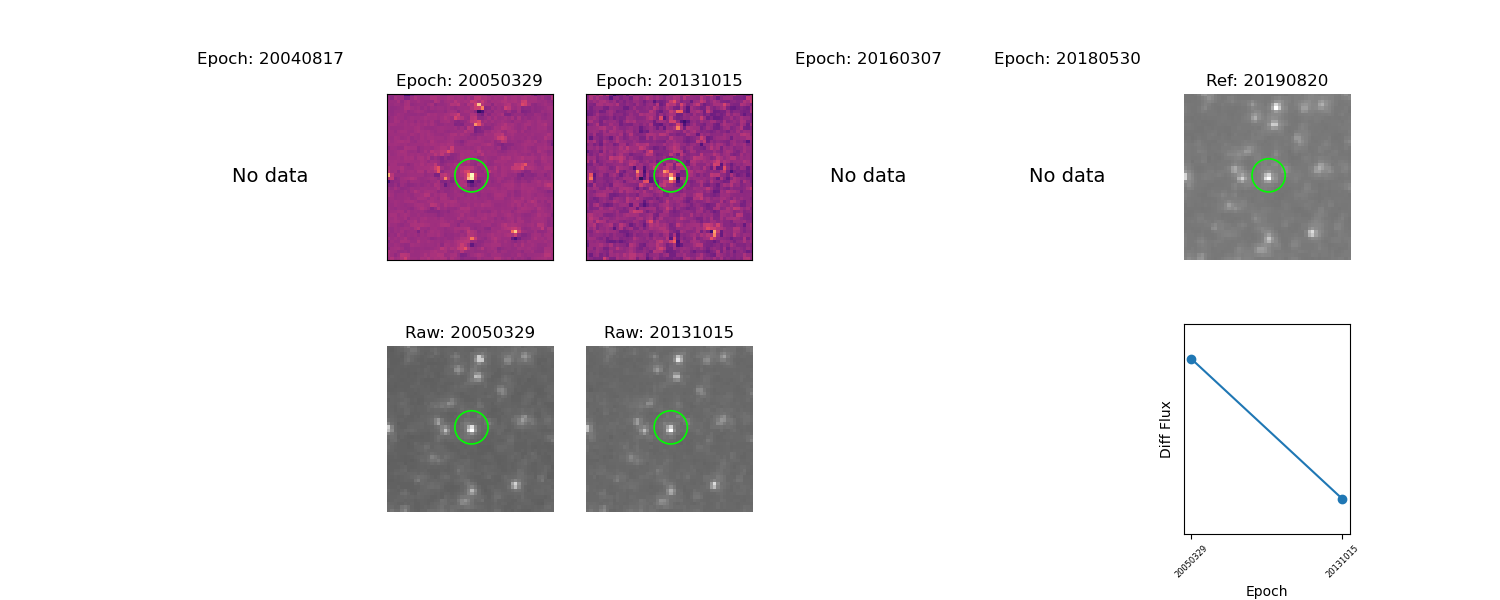 Epoch: 20040817
Epoch: 20050329
Epoch: 20131015
Epoch: 20160307
Epoch: 20180530
Ref: 20190820
No data
No data
No data
Raw: 20050329
Raw: 20131015
Diff Flux
20050329
20131015
Epoch